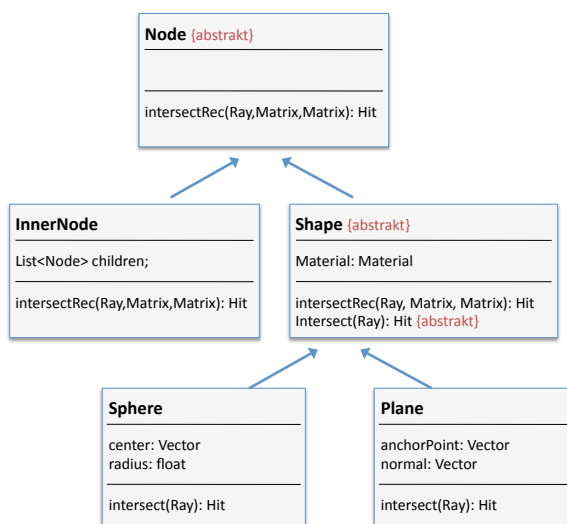 Node {abstrakt}
intersectRec(Ray,Matrix,Matrix): Hit
InnerNode
List<Node> children;
intersectRec(Ray,Matrix,Matrix): Hit
Shape {abstrakt}
Material: Material
intersectRec(Ray, Matrix, Matrix): Hit
Intersect(Ray): Hit {abstrakt}
Sphere
center: Vector
radius: float
intersect(Ray): Hit
Plane
anchorPoint: Vector
normal: Vector
intersect(Ray): Hit